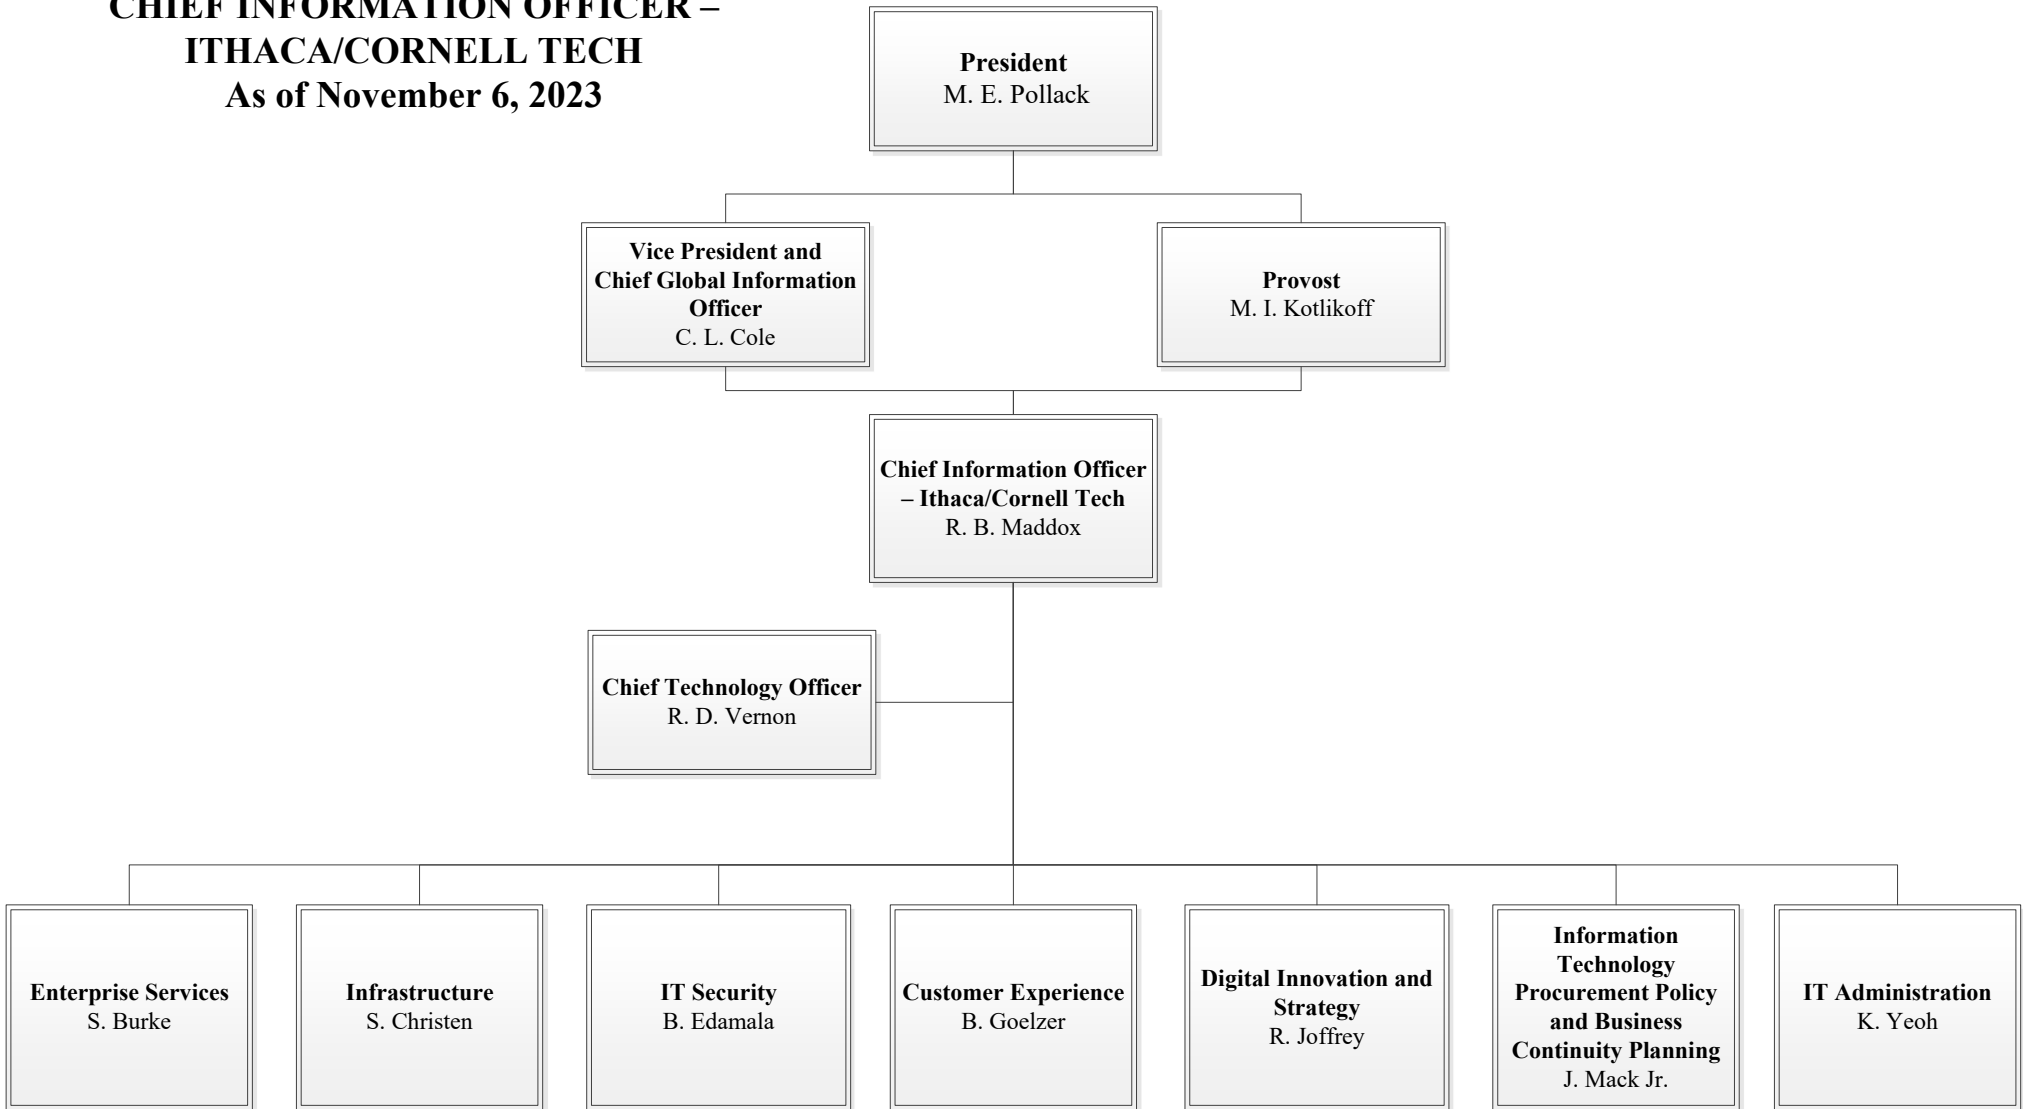 CHIEF INFORMATION OFFICER –
ITHACA/CORNELL TECH
As of November 6, 2023
President
M. E. Pollack
Vice President and
Chief Global Information
Officer
C. L. Cole
Provost
M. I. Kotlikoff
Chief Information Officer
– Ithaca/Cornell Tech
R. B. Maddox
Chief Technology Officer
R. D. Vernon
Enterprise Services
S. Burke
Infrastructure
S. Christen
IT Security
B. Edamala
Customer Experience
B. Goelzer
Digital Innovation and
Strategy
R. Joffrey
Information
Technology
Procurement Policy
and Business
Continuity Planning
J. Mack Jr.
IT Administration
K. Yeoh